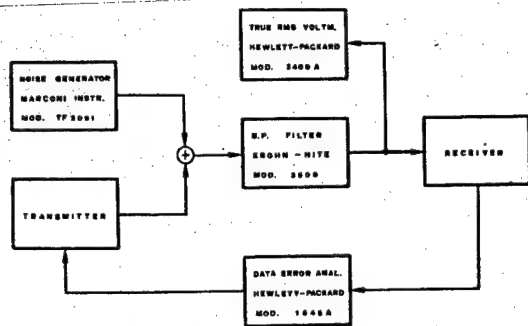 TRUE RMS VOLTM.
HEWLETT-PACKARD
MOD. 3400A
NOISE GENERATOR
MARCONI INSTR.
MOD. TF 2091
+
B.P. FILTER
KROHN-HITE
MOD. 3500
RECEIVER
TRANSMITTER
DATA ERROR ANAL.
HEWLETT-PACKARD
MOD. 1645A